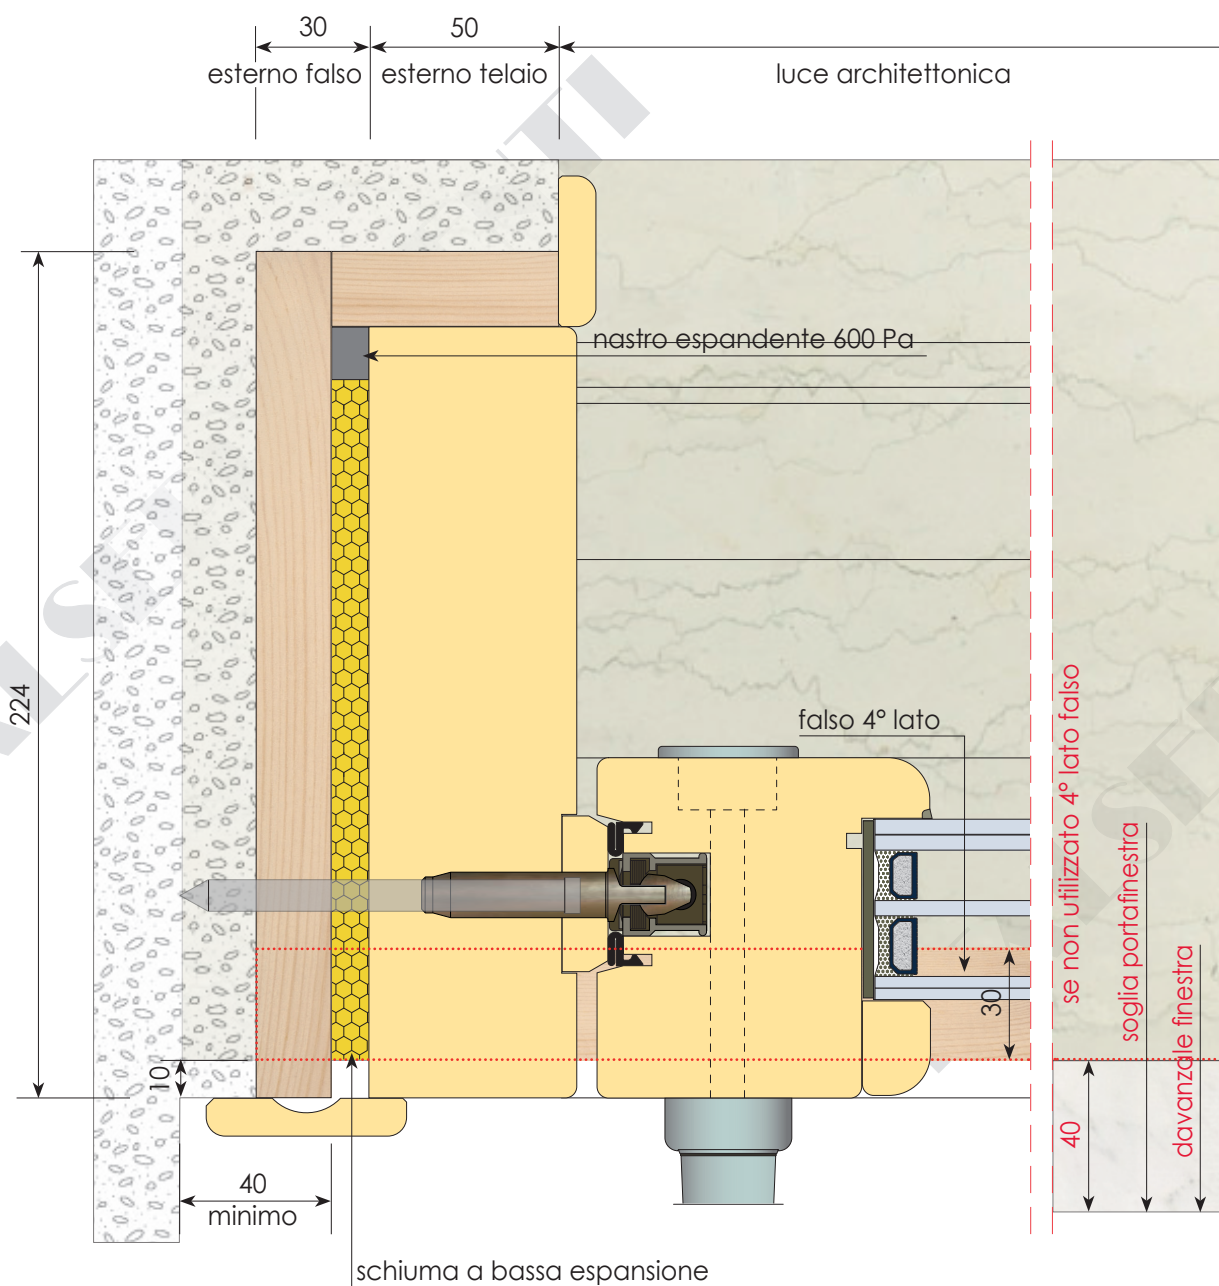 30
50
esterno falso
esterno telaio
luce architettonica
nastro espandente 600 Pa
224
falso 4° lato
se non utilizzato 4° lato falso
soglia portafinestra
davanzale finestra
30
10
40
40
minimo
schiuma a bassa espansione